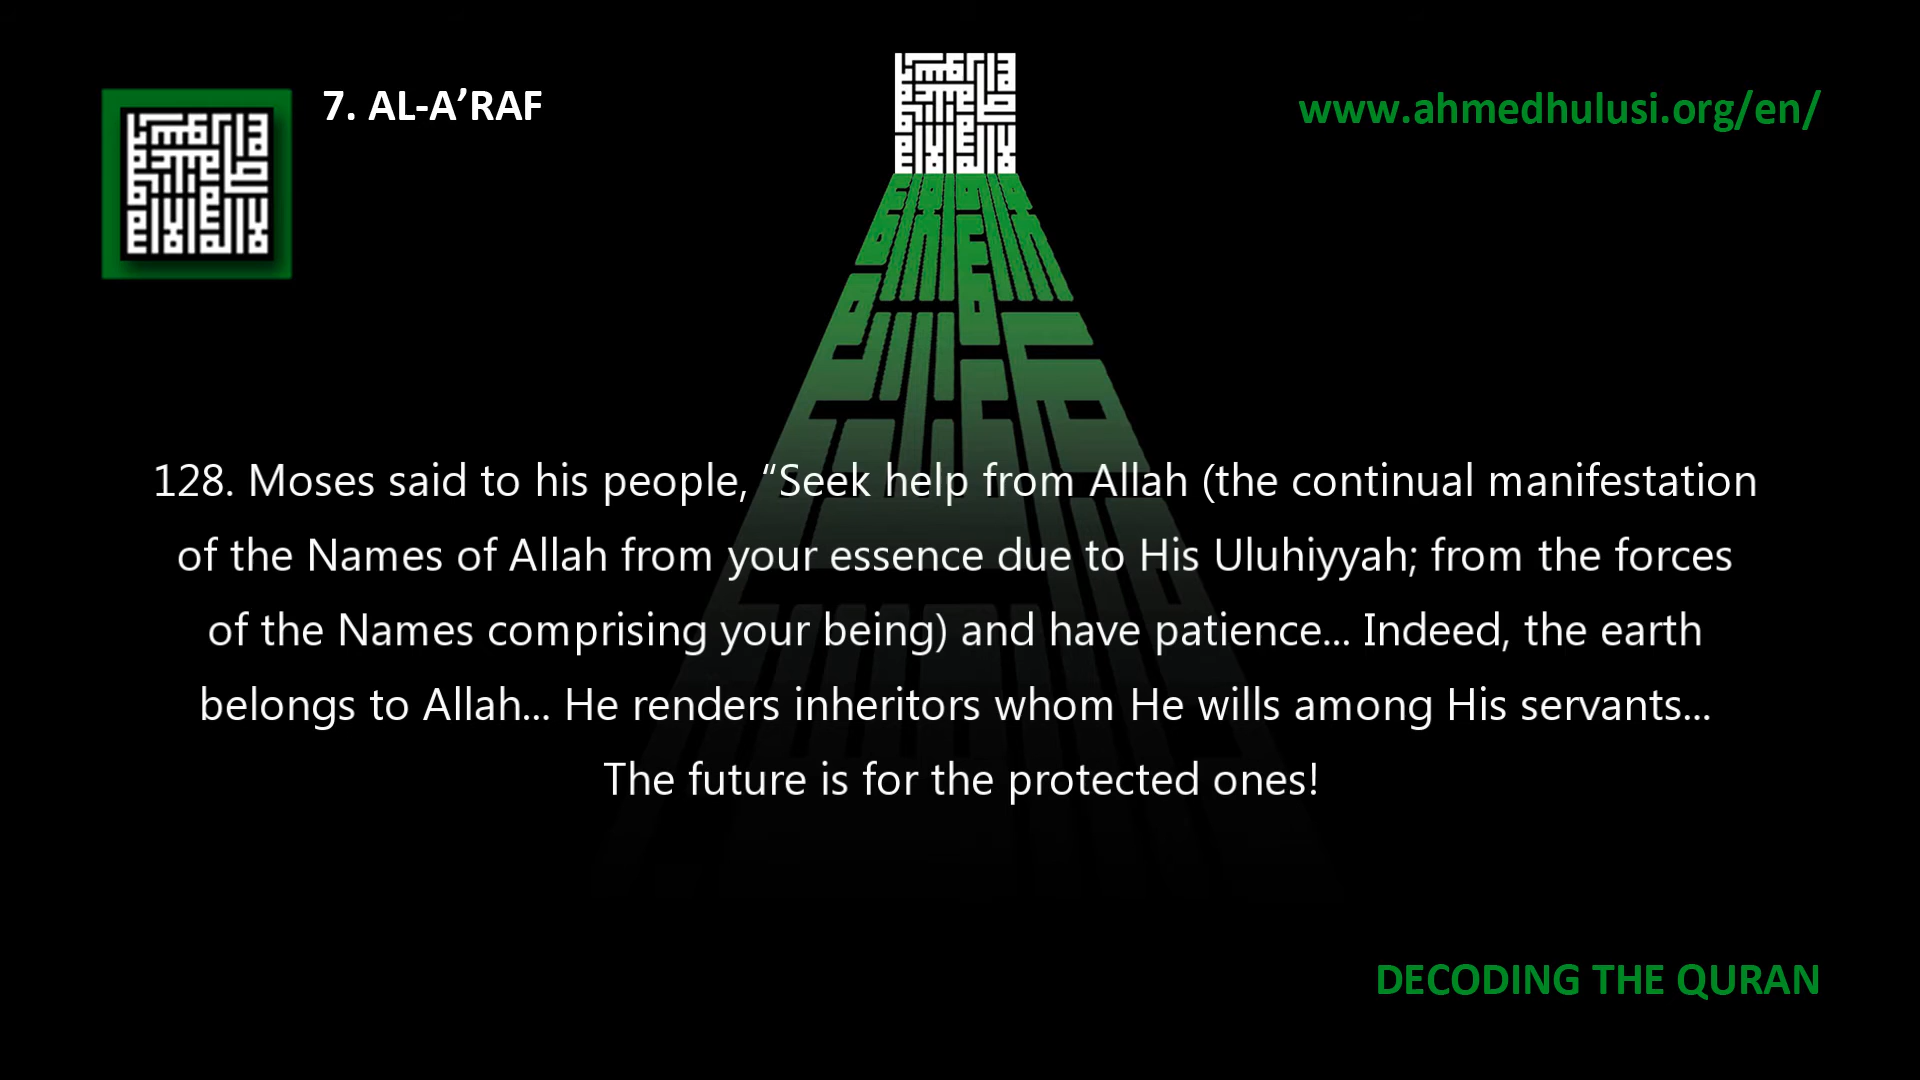 7. AL-A’RAF
www.ahmedhulusi.org/en/
128. Moses said to his people, “Seek help from Allah (the continual manifestation
of the Names of Allah from your essence due to His Uluhiyyah; from the forces
of the Names comprising your being) and have patience... Indeed, the earth
belongs to Allah... He renders inheritors whom He wills among His servants...
The future is for the protected ones!
DECODING THE QURAN